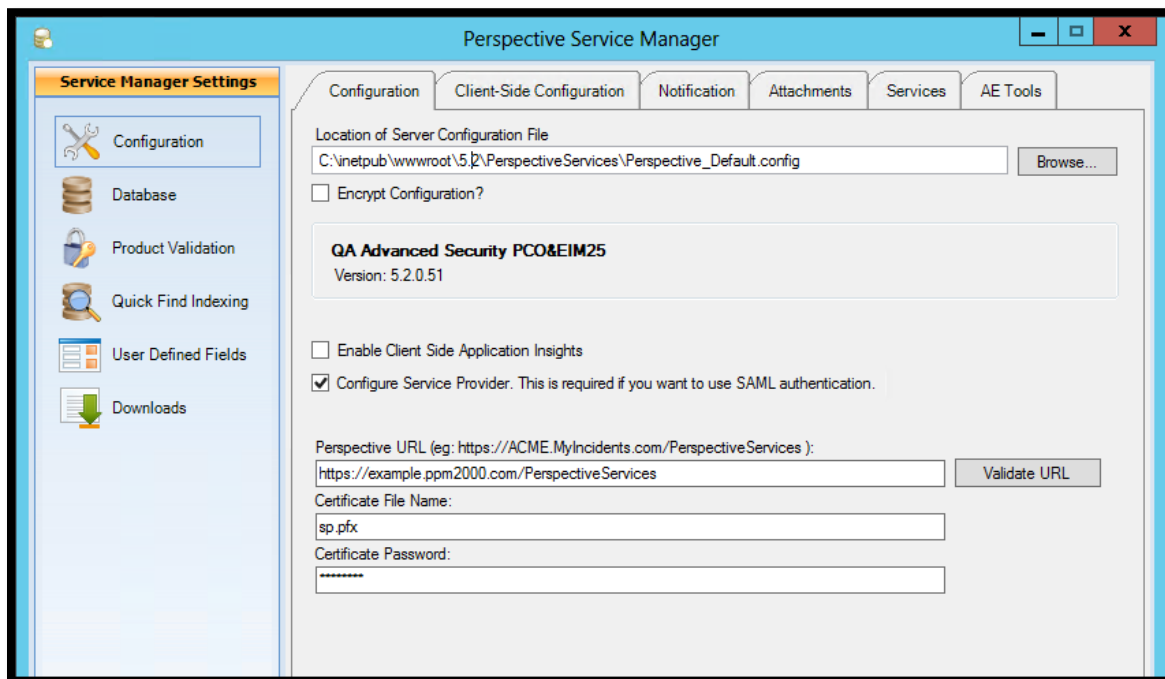 Perspective Service Manager
Service Manager Settings
Configuration
Database
Product Validation
Quick Find Indexing
User Defined Fields
Downloads
Configuration Client-Side Configuration Notification Attachments Services AE Tools
Location of Server Configuration File
C:\inetpub\wwwroot\5.2\PerspectiveServices\Perspective_Default.config Browse...
Encrypt Configuration?
QA Advanced Security PCO&EIM25
Version: 5.2.0.51
Enable Client Side Application Insights
Configure Service Provider. This is required if you want to use SAML authentication.
Perspective URL (eg: https://ACME.MyIncidents.com/PerspectiveServices ):
https://example.ppm2000.com/PerspectiveServices Validate URL
Certificate File Name:
sp.pfx
Certificate Password:
********